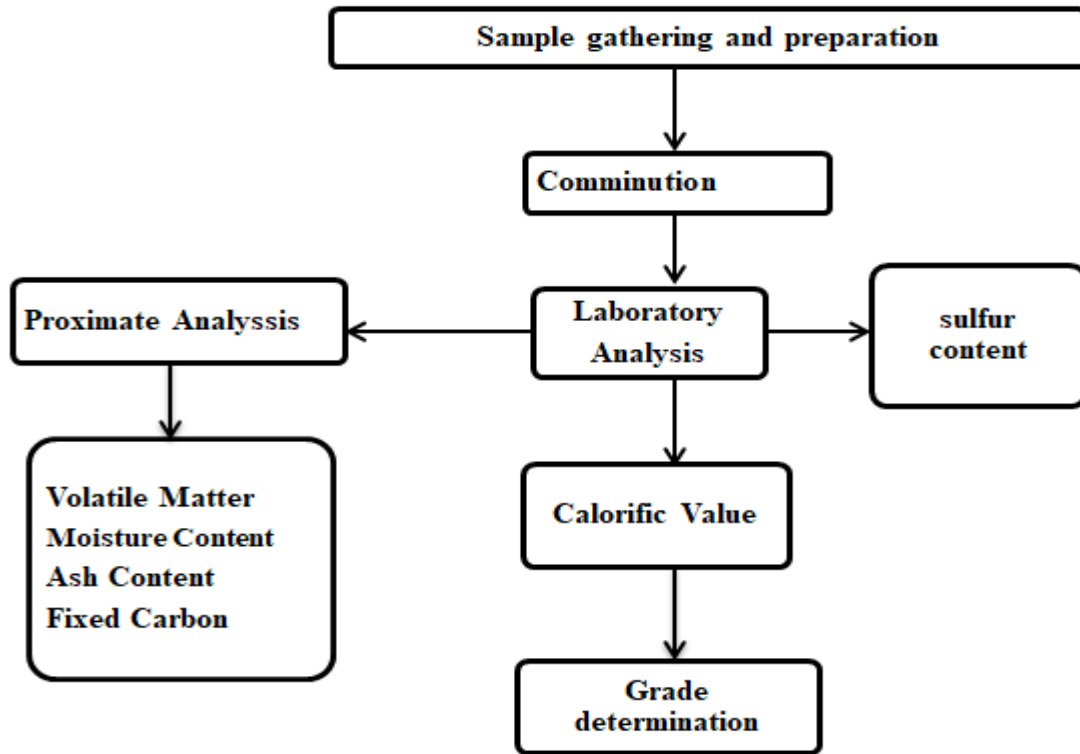 Sample gathering and preparation
Comminution
Laboratory
Analysis
Proximate Analyssis
sulfur
content
Volatile Matter
Moisture Content
Ash Content
Fixed Carbon
Calorific Value
Grade
determination